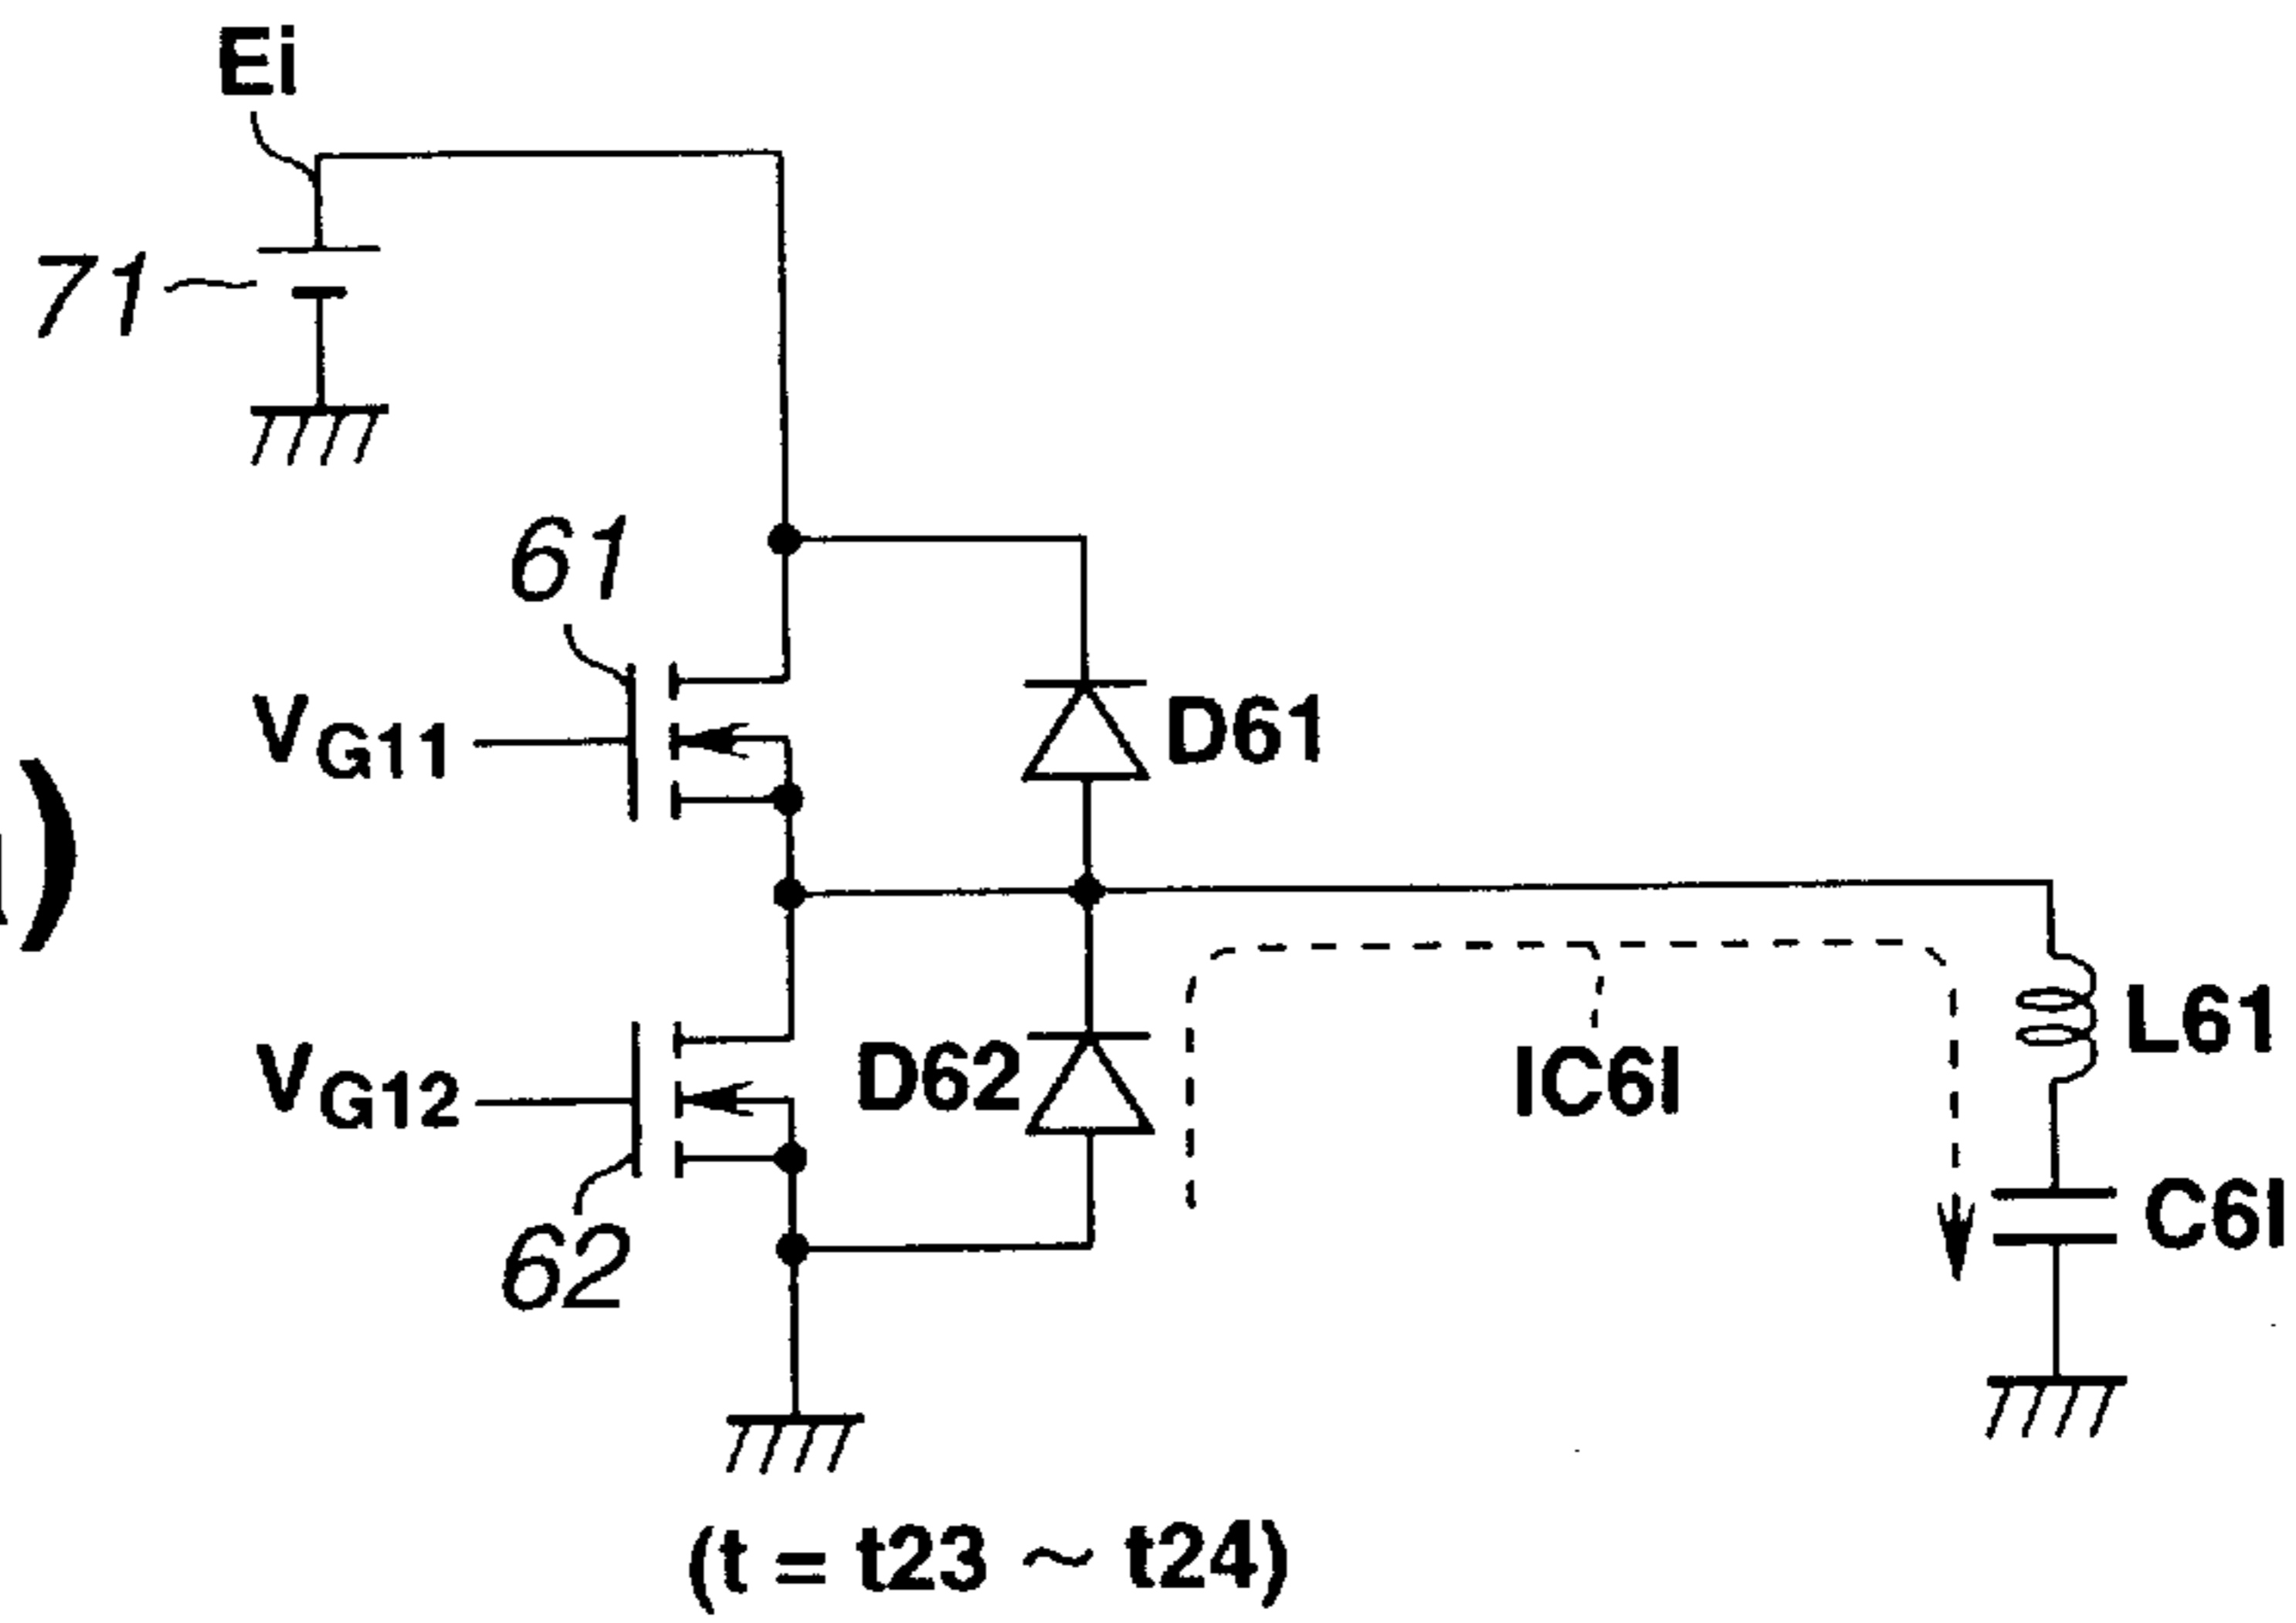 Ei
71
61
VG11
D61
)
VG12
D62
IC6I
L61
C6I
62
(t = t23 ~ t24)